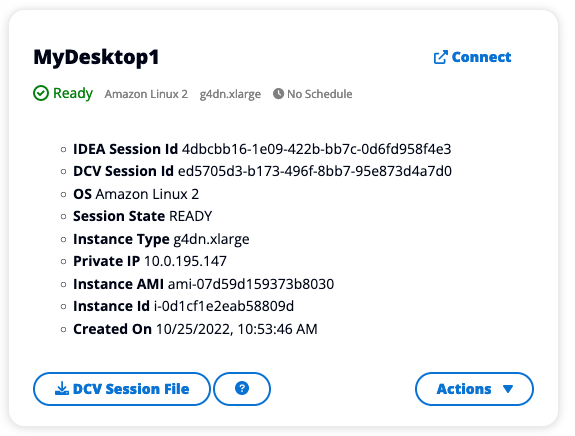 MyDesktop1
Connect
Ready Amazon Linux 2 g4dn.xlarge No Schedule
IDEA Session Id 4dbcbb16-1e09-422b-bb7c-0d6fd958f4e3
DCV Session Id ed5705d3-b173-496f-8bb7-95e873d4a7d0
OS Amazon Linux 2
Session State READY
Instance Type g4dn.xlarge
Private IP 10.0.195.147
Instance AMI ami-07d59d159373b8030
Instance Id i-0d1cf1e2eab58809d
Created On 10/25/2022, 10:53:46 AM
DCV Session File ? Actions